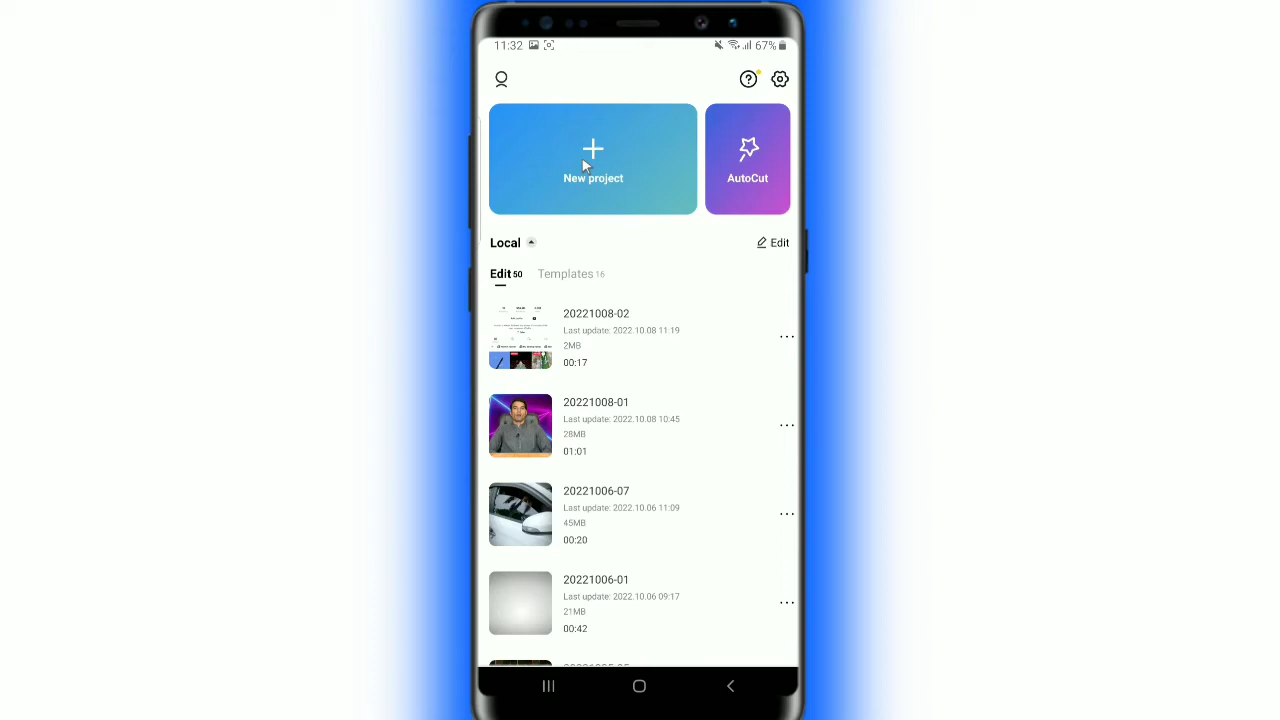 11:32
67%
New project
AutoCut
Local
Edit
Edit 50
Templates 16
20221008-02
Last update: 2022.10.08 11:19
2MB
00:17
20221008-01
Last update: 2022.10.08 10:45
28MB
01:01
20221006-07
Last update: 2022.10.06 11:09
45MB
00:20
20221006-01
Last update: 2022.10.06 09:17
21MB
00:42